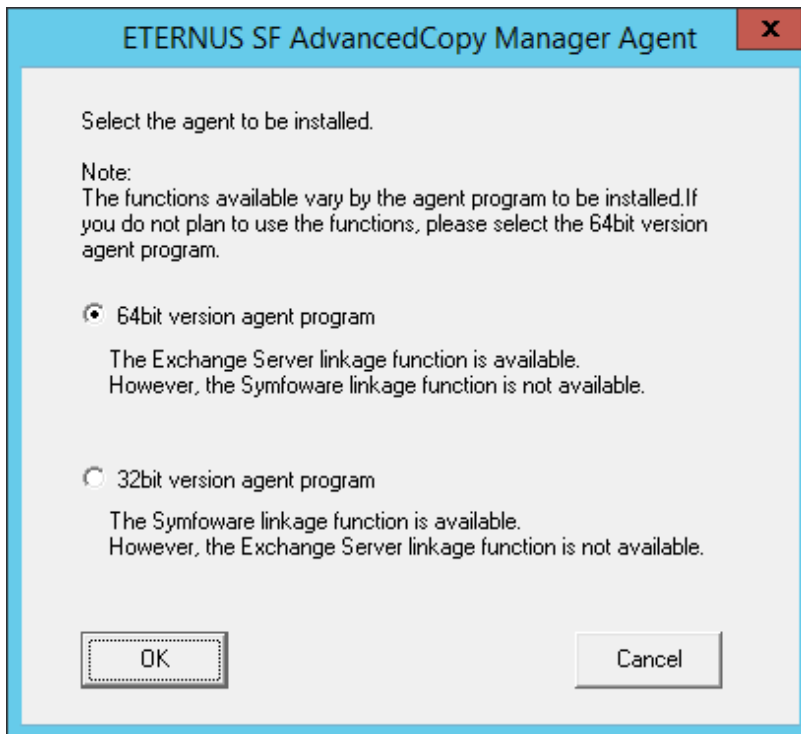 ETERNUS SF AdvancedCopy Manager Agent
x
Select the agent to be installed.
Note:
The functions available vary by the agent program to be installed.If
you do not plan to use the functions, please select the 64bit version
agent program.
64bit version agent program
The Exchange Server linkage function is available.
However, the Symfoware linkage function is not available.
32bit version agent program
The Symfoware linkage function is available.
However, the Exchange Server linkage function is not available.
OK
Cancel